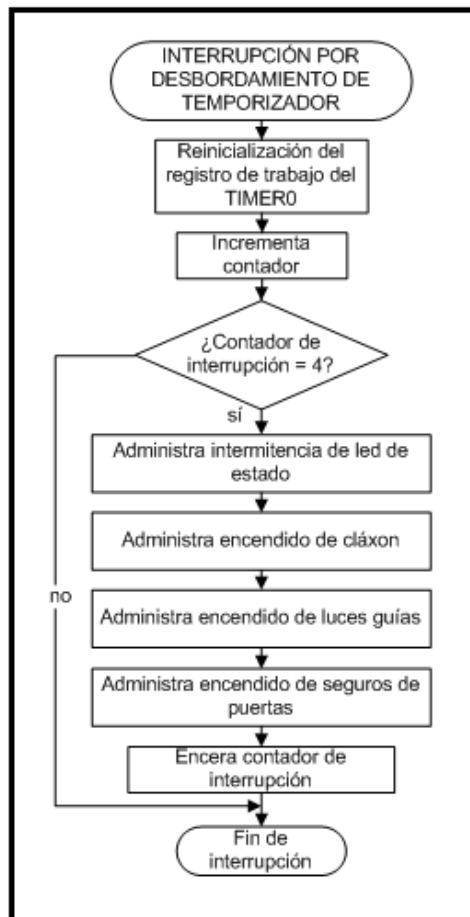 INTERRUPCIÓN POR
DESBORDAMIENTO DE
TEMPORIZADOR
Reinicialización del
registro de trabajo del
TIMER0
Incrementa
contador
¿Contador de
interrupción = 4?
sí
Administra intermitencia de led de
estado
Administra encendido de cláxon
no
Administra encendido de luces guías
Administra encendido de seguros de
puertas
Encera contador de
interrupción
Fin de
interrupción